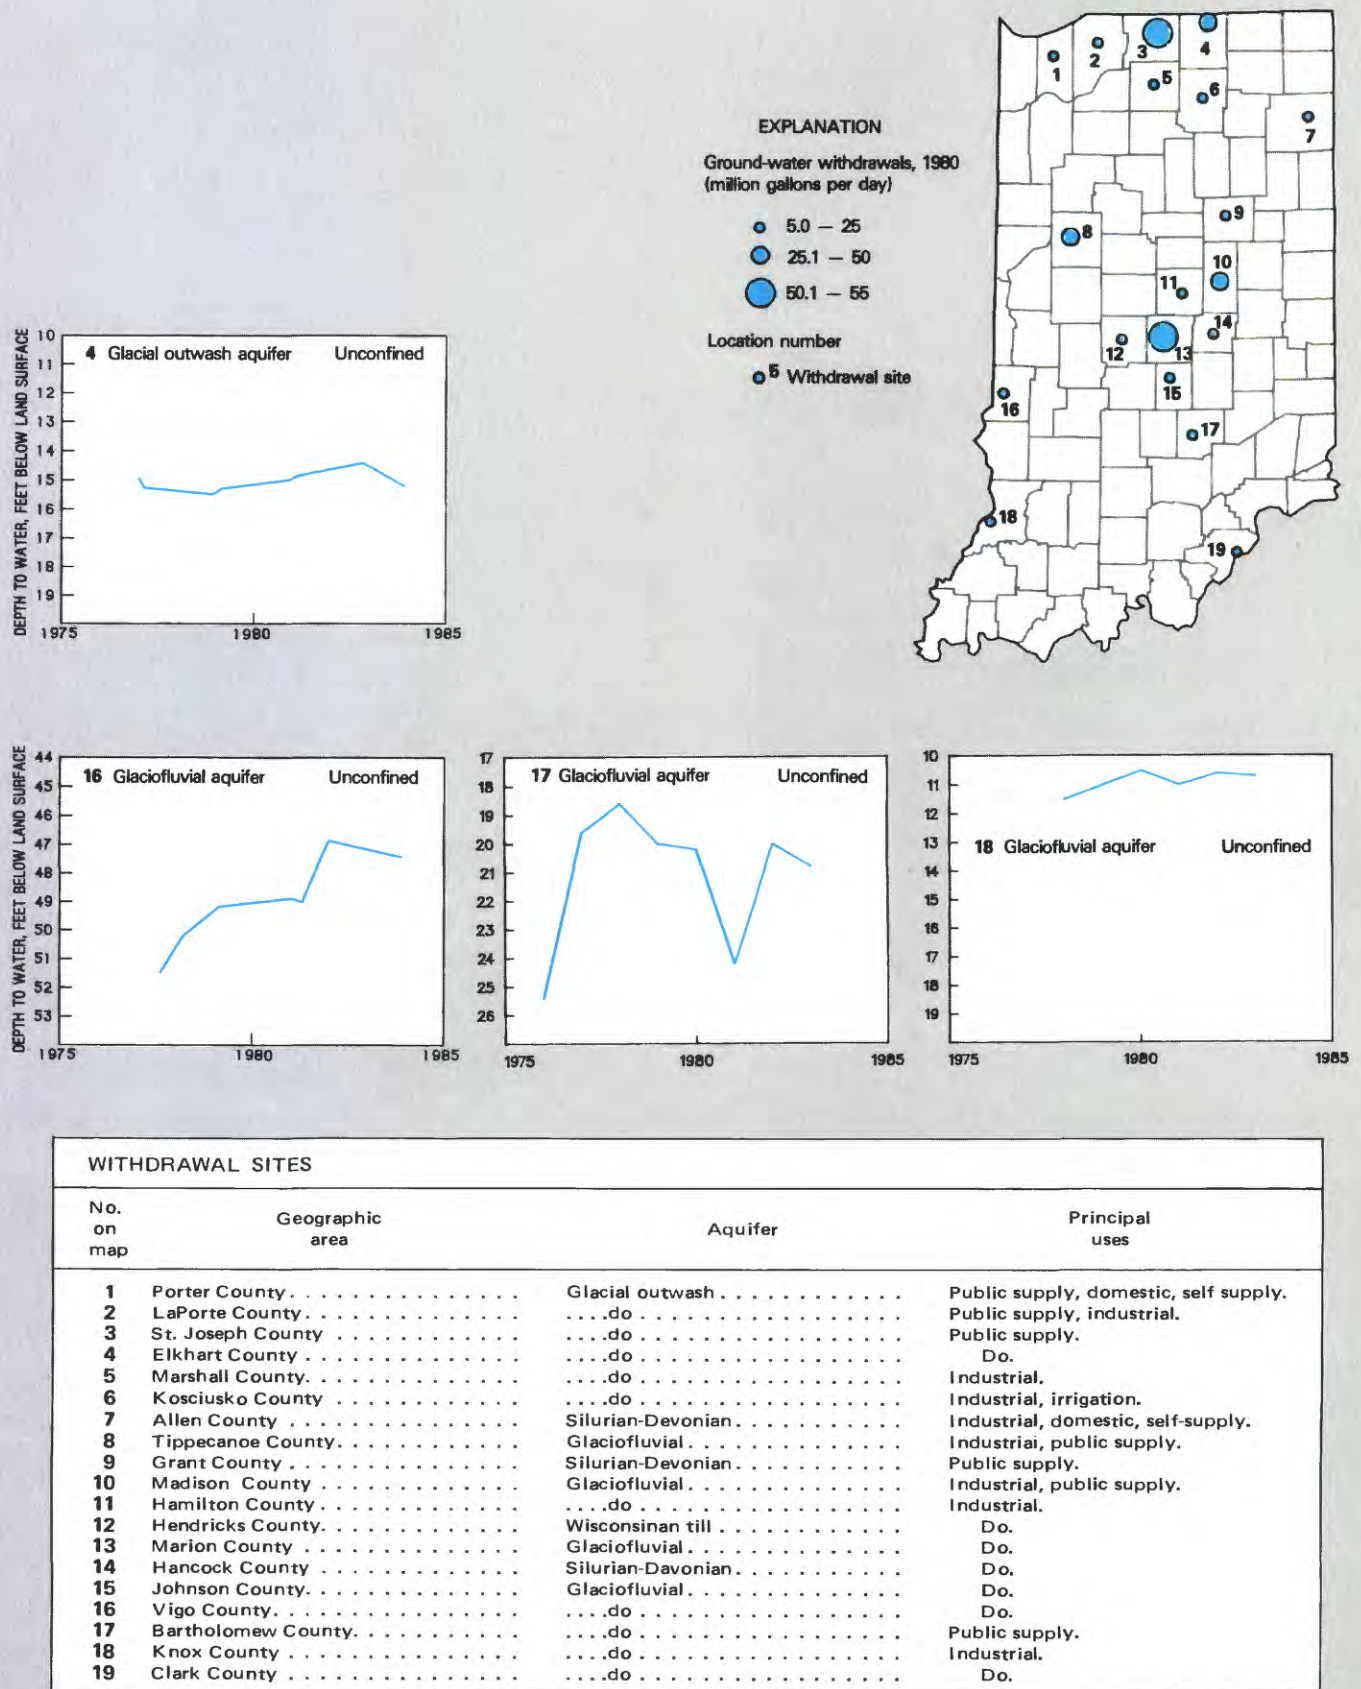 EXPLANATION
Ground-water withdrawals, 1980
(million gallons per day)
5.0 — 25
25.1 — 50
50.1 — 55
Location number
5 Withdrawal site
1
2
3
4
5
6
7
8
9
10
11
12
13
14
15
16
17
18
19
DEPTH TO WATER, FEET BELOW LAND SURFACE
10
11
12
13
14
15
16
17
18
19
4 Glacial outwash aquifer Unconfined
1975 1980 1985
DEPTH TO WATER, FEET BELOW LAND SURFACE
44
45
46
47
48
49
50
51
52
53
16 Glaciofluvial aquifer Unconfined
1975 1980 1985
17
18
19
20
21
22
23
24
25
26
17 Glaciofluvial aquifer Unconfined
1975 1980 1985
10
11
12
13
14
15
16
17
18
19
18 Glaciofluvial aquifer Unconfined
1975 1980 1985
WITHDRAWAL SITES
No. on map Geographic area Aquifer Principal uses
1 Porter County. . . . . . . . . . . . . . . Glacial outwash . . . . . . . . . . . . Public supply, domestic, self supply.
2 LaPorte County. . . . . . . . . . . . . . ....do . . . . . . . . . . . . . . . . . Public supply, industrial.
3 St. Joseph County . . . . . . . . . . . . ....do . . . . . . . . . . . . . . . . . Public supply.
4 Elkhart County . . . . . . . . . . . . . . ....do . . . . . . . . . . . . . . . . . Do.
5 Marshall County. . . . . . . . . . . . . . ....do . . . . . . . . . . . . . . . . . Industrial.
6 Kosciusko County . . . . . . . . . . . . ....do . . . . . . . . . . . . . . . . . Industrial, irrigation.
7 Allen County . . . . . . . . . . . . . . . Silurian-Devonian. . . . . . . . . . . Industrial, domestic, self-supply.
8 Tippecanoe County. . . . . . . . . . . . Glaciofluvial. . . . . . . . . . . . . . Industrial, public supply.
9 Grant County . . . . . . . . . . . . . . Silurian-Devonian. . . . . . . . . . . Public supply.
10 Madison County . . . . . . . . . . . . . Glaciofluvial. . . . . . . . . . . . . . Industrial, public supply.
11 Hamilton County. . . . . . . . . . . . . ....do . . . . . . . . . . . . . . . . . Industrial.
12 Hendricks County. . . . . . . . . . . . . Wisconsinan till . . . . . . . . . . . . Do.
13 Marion County . . . . . . . . . . . . . . Glaciofluvial. . . . . . . . . . . . . . Do.
14 Hancock County . . . . . . . . . . . . . Silurian-Davonian. . . . . . . . . . . Do.
15 Johnson County. . . . . . . . . . . . . . Glaciofluvial. . . . . . . . . . . . . . Do.
16 Vigo County. . . . . . . . . . . . . . . . ....do . . . . . . . . . . . . . . . . . Do.
17 Bartholomew County. . . . . . . . . . . ....do . . . . . . . . . . . . . . . . . Public supply.
18 Knox County . . . . . . . . . . . . . . . ....do. . . . . . . . . . . . . . . . . . Industrial.
19 Clark County . . . . . . . . . . . . . . . ....do . . . . . . . . . . . . . . . . . Do.